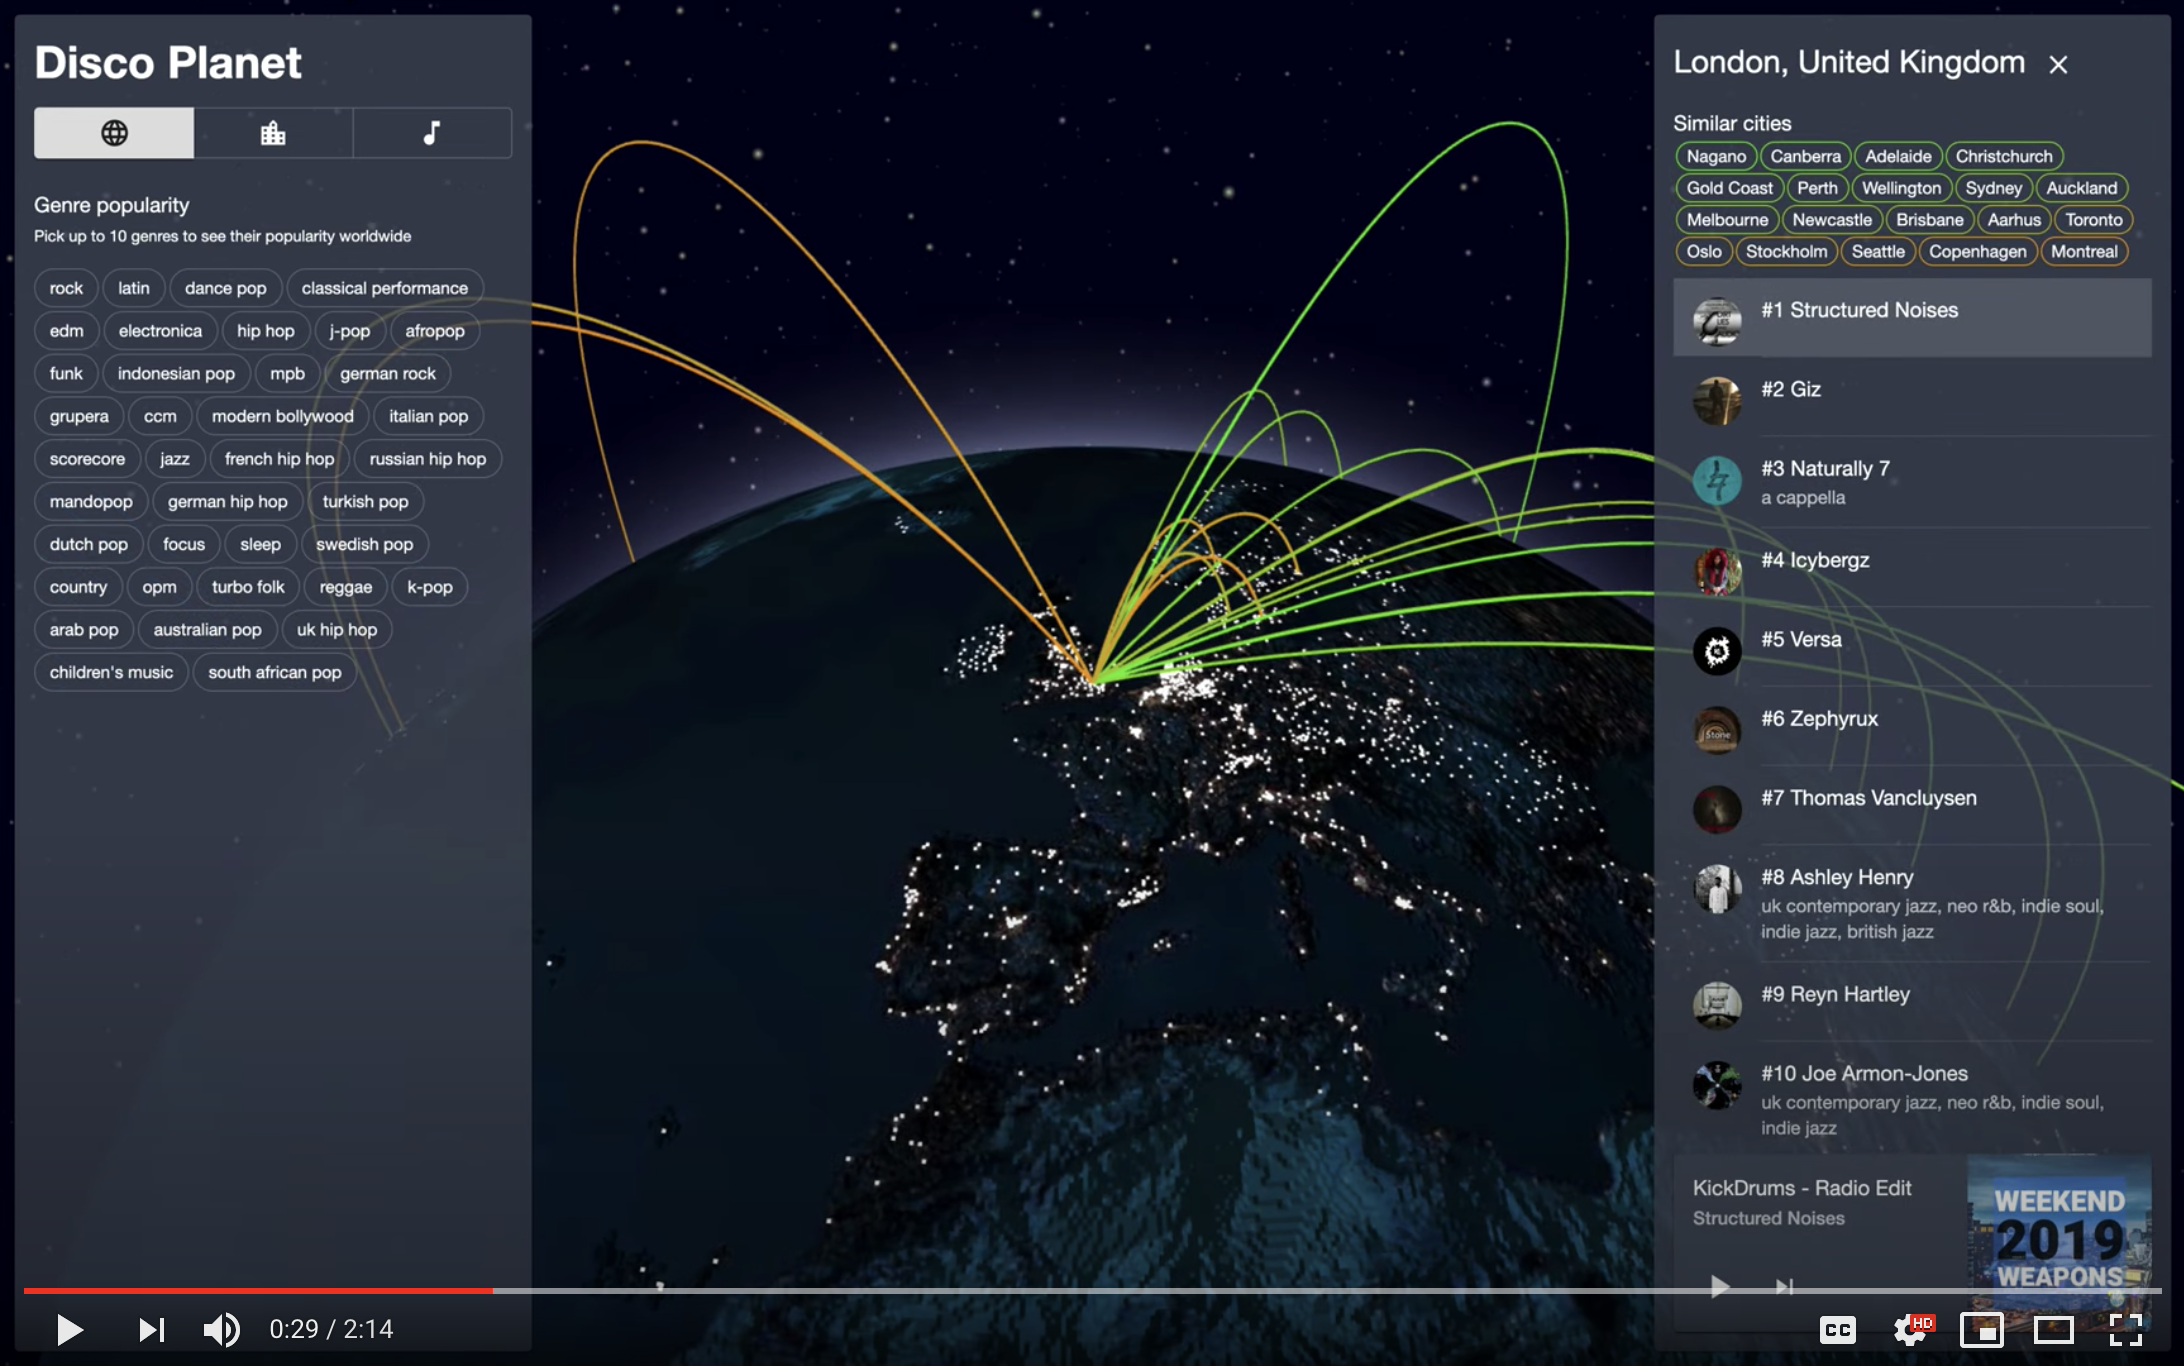 Disco Planet
Genre popularity
Pick up to 10 genres to see their popularity worldwide
rock latin dance pop classical performance
edm electronica hip hop j-pop afropop
funk indonesian pop mpb german rock
grupera ccm modern bollywood italian pop
scorecore jazz french hip hop russian hip hop
mandopop german hip hop turkish pop
dutch pop focus sleep swedish pop
country opm turbo folk reggae k-pop
arab pop australian pop uk hip hop
children's music south african pop
London, United Kingdom
Similar cities
Nagano Canberra Adelaide Christchurch
Gold Coast Perth Wellington Sydney Auckland
Melbourne Newcastle Brisbane Aarhus Toronto
Oslo Stockholm Seattle Copenhagen Montreal
#1 Structured Noises
#2 Giz
#3 Naturally 7
a cappella
#4 Icybergz
#5 Versa
#6 Zephyrux
#7 Thomas Vancluysen
#8 Ashley Henry
uk contemporary jazz, neo r&b, indie soul,
indie jazz, british jazz
#9 Reyn Hartley
#10 Joe Armon-Jones
uk contemporary jazz, neo r&b, indie soul,
indie jazz
KickDrums - Radio Edit
Structured Noises
WEEKEND
2019
WEAPONS
0:29 / 2:14
CC
HD